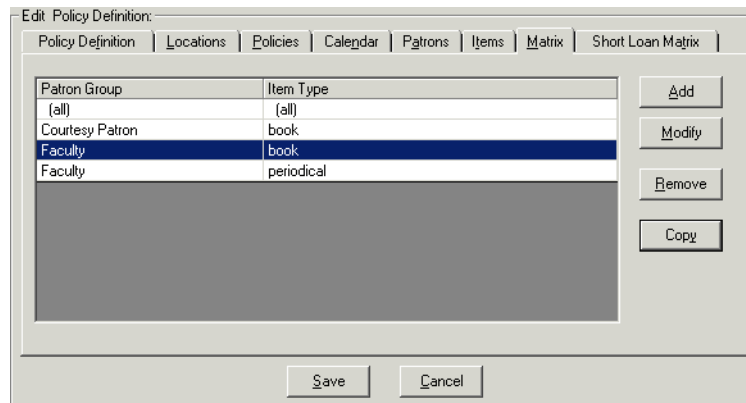 Edit Policy Definition:
Policy Definition Locations Policies Calendar Patrons Items Matrix Short Loan Matrix
Patron Group Item Type
(all) (all)
Courtesy Patron book
Faculty book
Faculty periodical
Add
Modify
Remove
Copy
Save Cancel